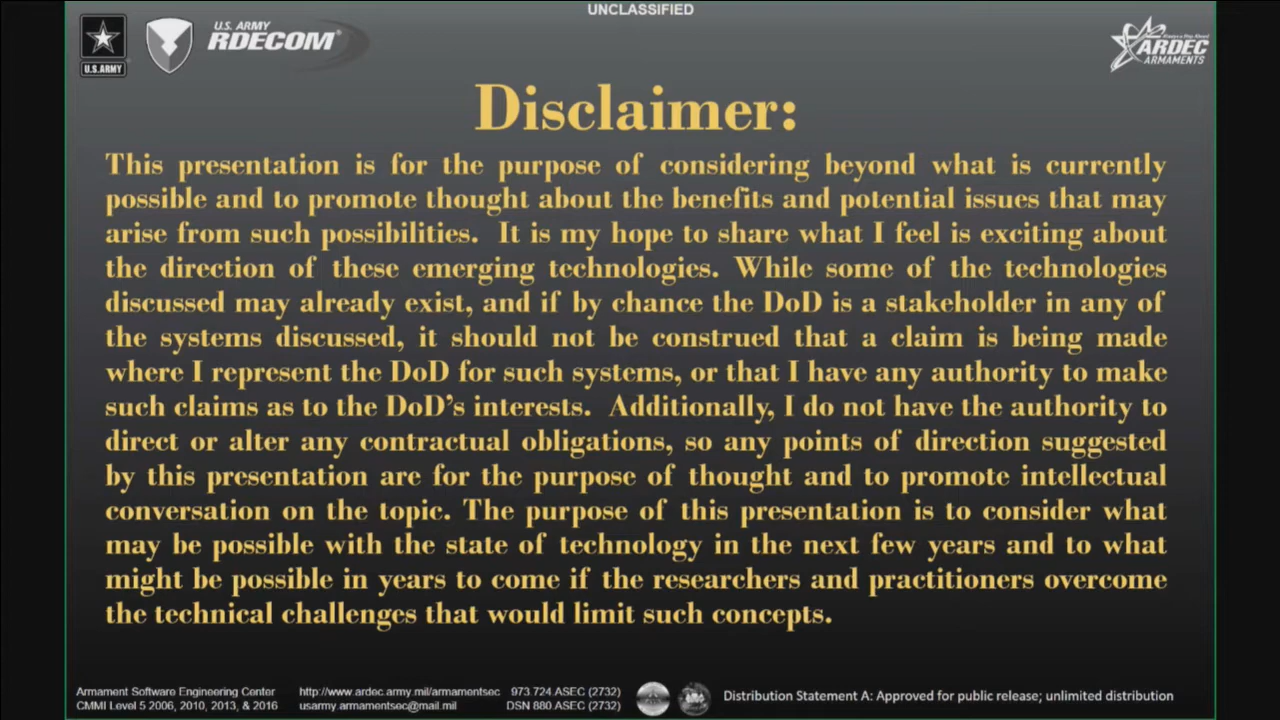 UNCLASSIFIED
U.S. ARMY
U.S. ARMY
RDECOM®
ARDEC
ARMAMENTS
Disclaimer:
This presentation is for the purpose of considering beyond what is currently
possible and to promote thought about the benefits and potential issues that may
arise from such possibilities. It is my hope to share what I feel is exciting about
the direction of these emerging technologies. While some of the technologies
discussed may already exist, and if by chance the DoD is a stakeholder in any of
the systems discussed, it should not be construed that a claim is being made
where I represent the DoD for such systems, or that I have any authority to make
such claims as to the DoD’s interests. Additionally, I do not have the authority to
direct or alter any contractual obligations, so any points of direction suggested
by this presentation are for the purpose of thought and to promote intellectual
conversation on the topic. The purpose of this presentation is to consider what
may be possible with the state of technology in the next few years and to what
might be possible in years to come if the researchers and practitioners overcome
the technical challenges that would limit such concepts.
Armament Software Engineering Center http://www.ardec.army.mil/armamentsec 973.724.ASEC (2732)
CMMI Level 5 2006, 2010, 2013, & 2016 usarmy.armamentsec@mail.mil DSN 880.ASEC (2732)
Distribution Statement A: Approved for public release; unlimited distribution